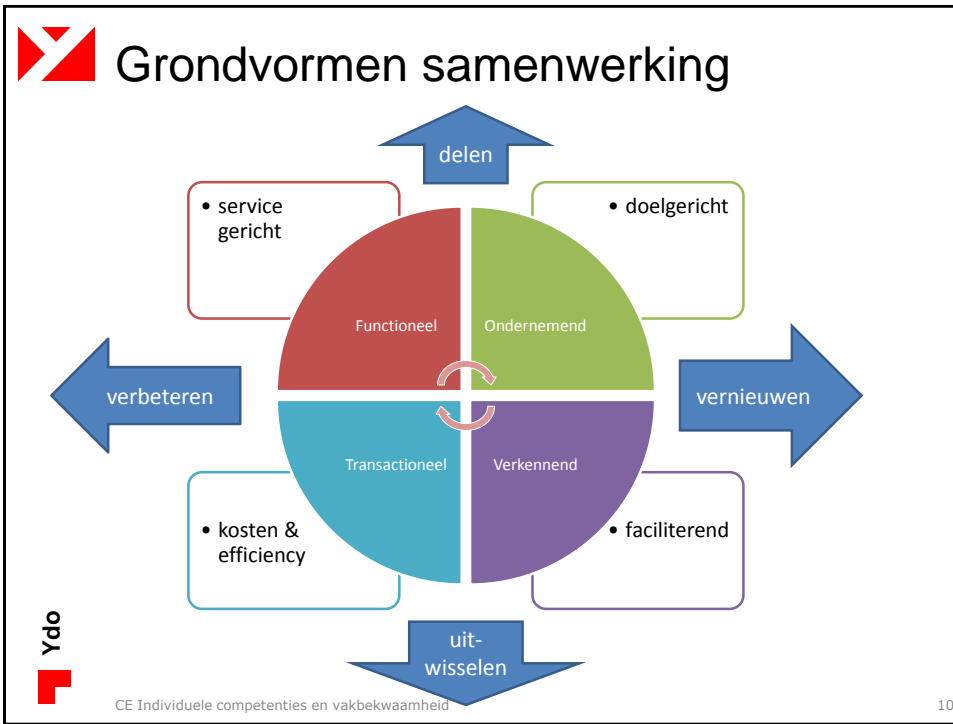 Grondvormen samenwerking
delen
• service
gericht
• doelgericht
Functioneel
Ondernemend
verbeteren
vernieuwen
Transactioneel
Verkennend
• kosten &
efficiency
• faciliterend
uit-
wisselen
Ydo
CE Individuele competenties en vakbekwaamheid
10